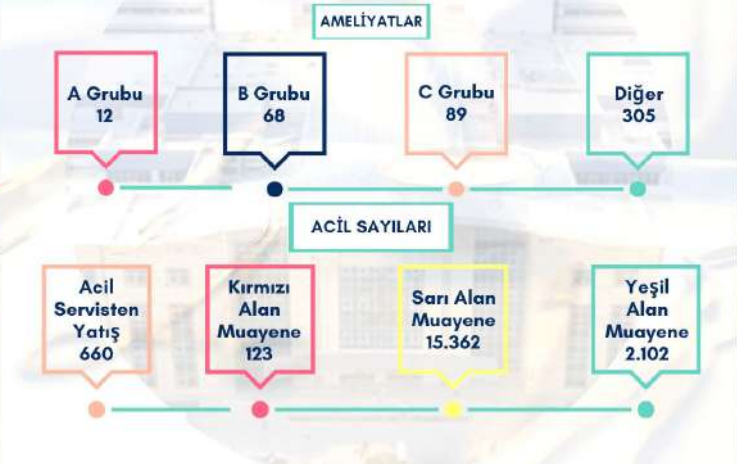 AMELİYATLAR
A Grubu
12
B Grubu
68
C Grubu
89
Diğer
305
ACİL SAYILARI
Acil
Servisten
Yatış
660
Kırmızı
Alan
Muayene
123
Sarı Alan
Muayene
15.362
Yeşil
Alan
Muayene
2.102